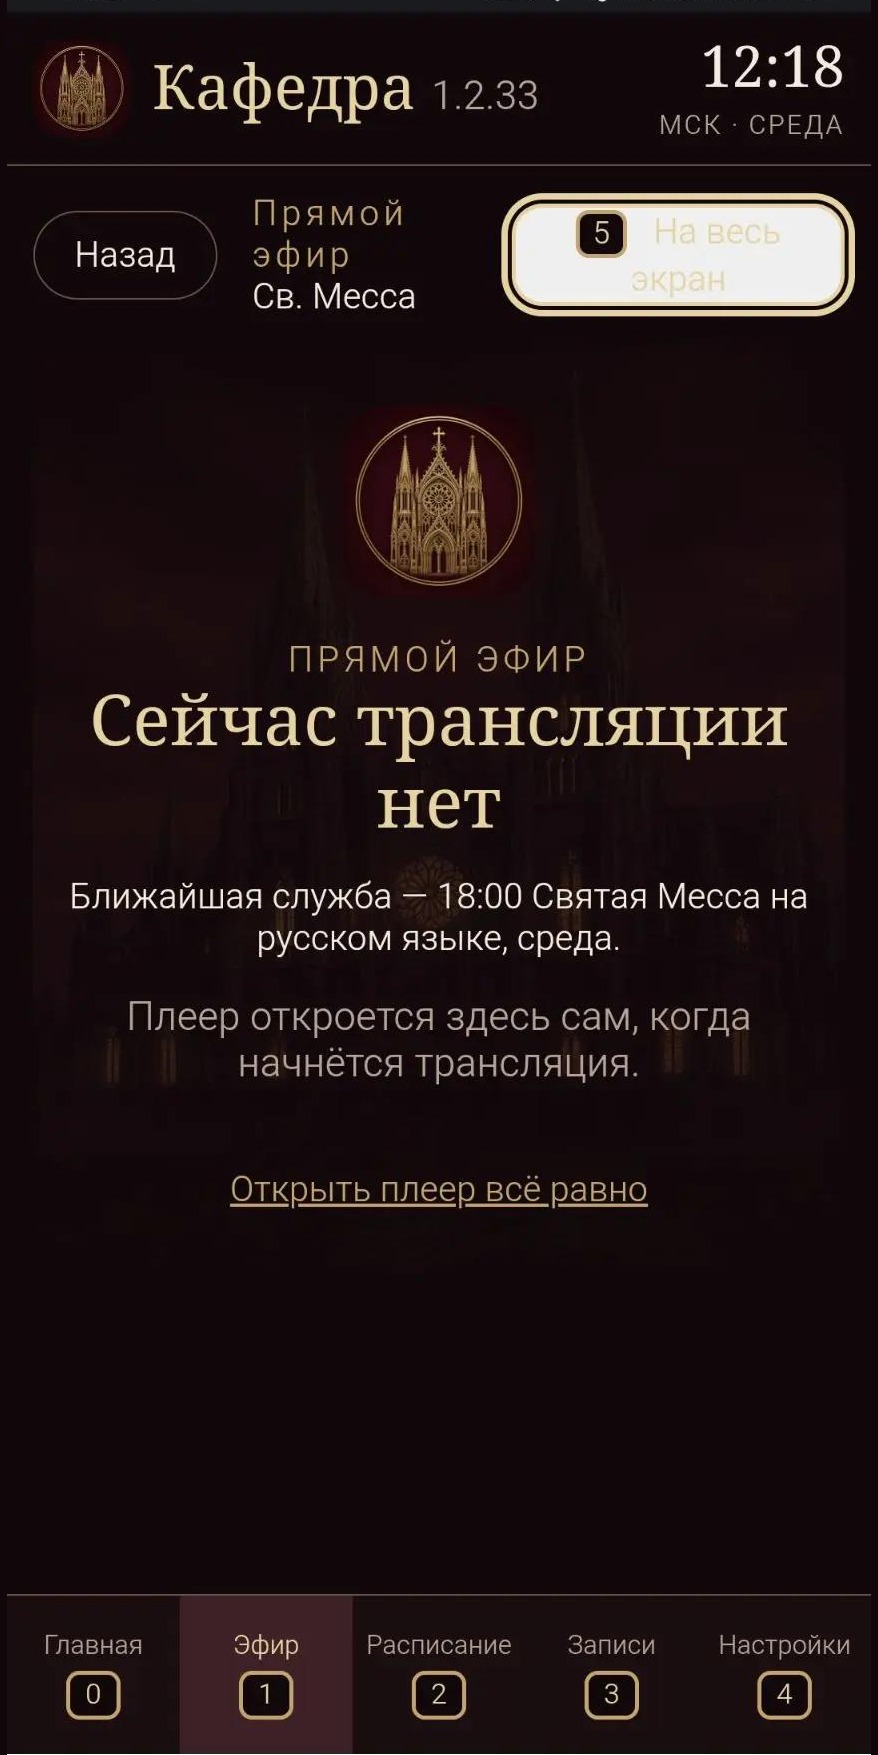 Кафедра 1.2.33
12:18
МСК · СРЕДА
Назад
Прямой
эфир
Св. Месса
5 На весь
экран
ПРЯМОЙ ЭФИР
Сейчас трансляции
нет
Ближайшая служба — 18:00 Святая Месса на
русском языке, среда.
Плеер откроется здесь сам, когда
начнётся трансляция.
Открыть плеер всё равно
Главная Эфир Расписание Записи Настройки
0 1 2 3 4